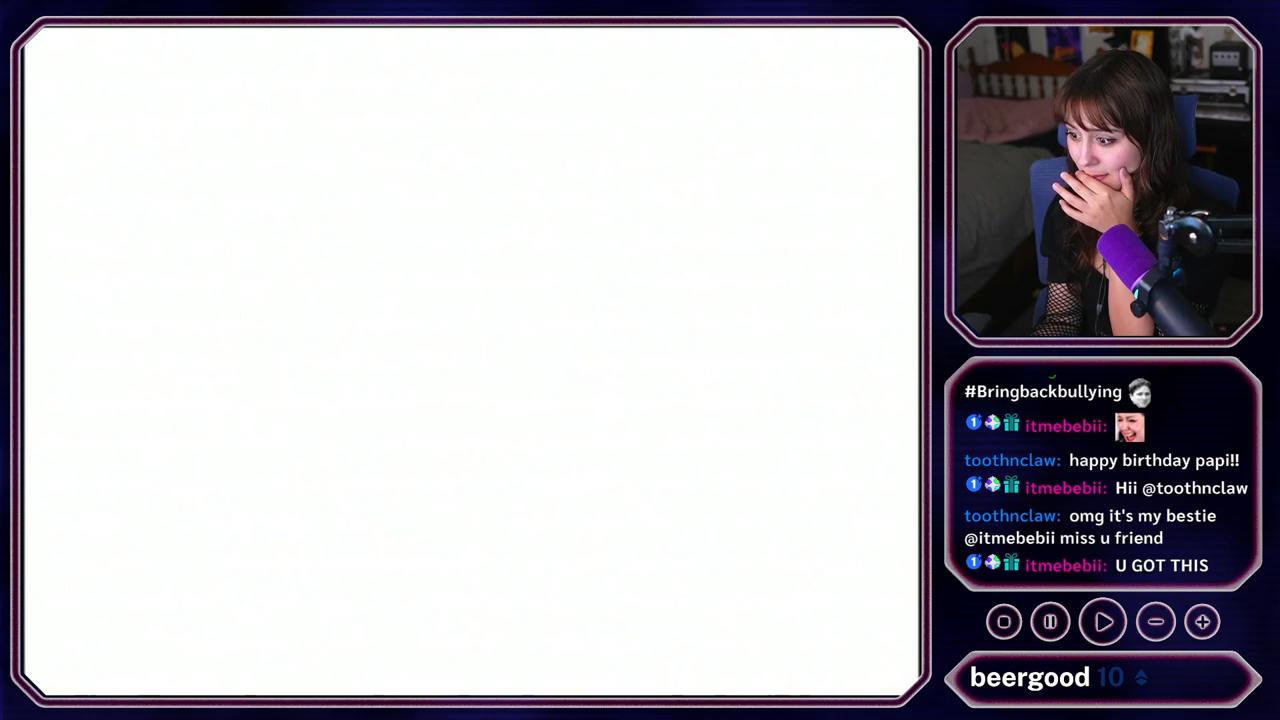 #Bringbackbullying
itmebebii:
toothnclaw: happy birthday papi!!
itmebebii: Hii @toothnclaw
toothnclaw: omg it's my bestie
@itmebebii miss u friend
itmebebii: U GOT THIS
beergood 10